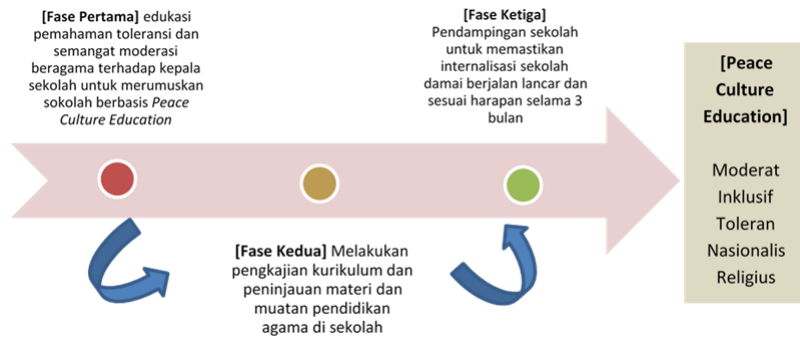 [Fase Pertama] edukasi
pemahaman toleransi dan
semangat moderasi
beragama terhadap kepala
sekolah untuk merumuskan
sokolah berbasis Peace
Culture Education
[Fase Kedua] Melakukan
pengkajian kurikulum dan
peninjauan materi dan
muatan pendidikan
agama di sekolah
[Fase Ketiga]
Pendampingan sekolah
untuk memastikan
internalisasi sekolah
damai berjalan lancar dan
sesuai harapan selama 3
bulan
[Peace
Culture
Education]
Moderat
Inklusif
Toleran
Nasionalis
Religius